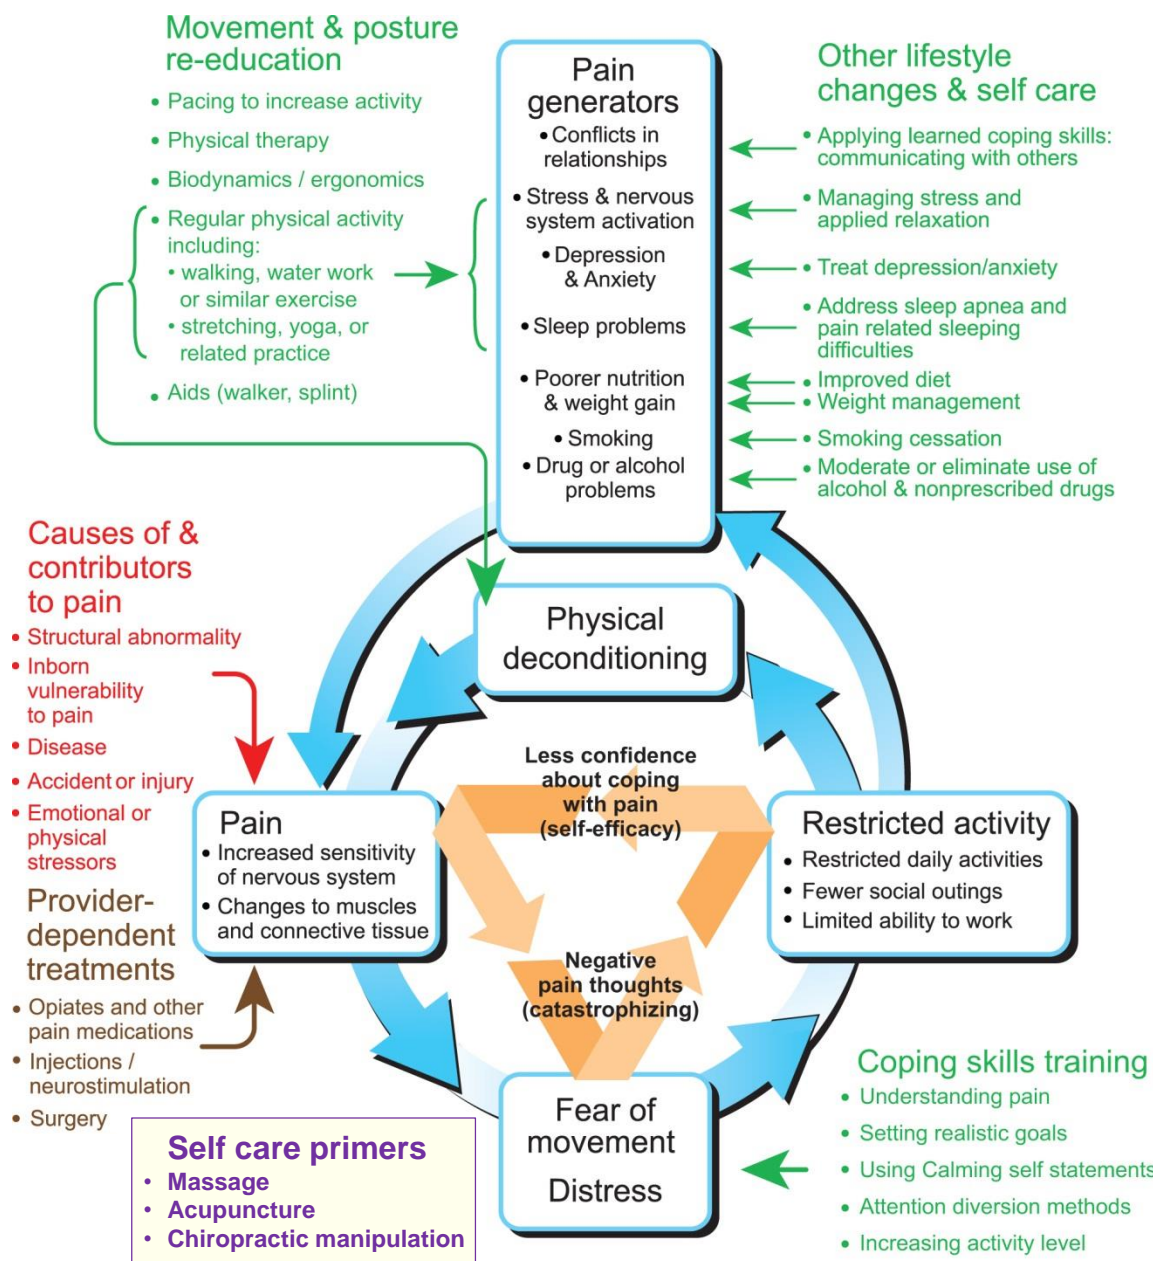 Movement & posture
re-education
• Pacing to increase activity
• Physical therapy
• Biodynamics / ergonomics
• Regular physical activity
including:
• walking, water work
or similar exercise
• stretching, yoga, or
related practice
• Aids (walker, splint)
Pain
generators
• Conflicts in
relationships
• Stress & nervous
system activation
• Depression
& Anxiety
• Sleep problems
• Poorer nutrition
& weight gain
• Smoking
• Drug or alcohol
problems
Other lifestyle
changes & self care
• Applying learned coping skills:
communicating with others
• Managing stress and
applied relaxation
• Treat depression/anxiety
• Address sleep apnea and
pain related sleeping
difficulties
• Improved diet
• Weight management
• Smoking cessation
• Moderate or eliminate use of
alcohol & nonprescribed drugs
Causes of &
contributors
to pain
• Structural abnormality
• Inborn
vulnerability
to pain
• Disease
• Accident or injury
• Emotional or
physical
stressors
Physical
deconditioning
Less confidence
about coping
with pain
(self-efficacy)
Pain
• Increased sensitivity
of nervous system
• Changes to muscles
and connective tissue
Restricted activity
• Restricted daily activities
• Fewer social outings
• Limited ability to work
Negative
pain thoughts
(catastrophizing)
Provider-
dependent
treatments
• Opiates and other
pain medications
• Injections /
neurostimulation
• Surgery
Self care primers
• Massage
• Acupuncture
• Chiropractic manipulation
Fear of
movement
Distress
Coping skills training
• Understanding pain
• Setting realistic goals
• Using Calming self statements
• Attention diversion methods
• Increasing activity level